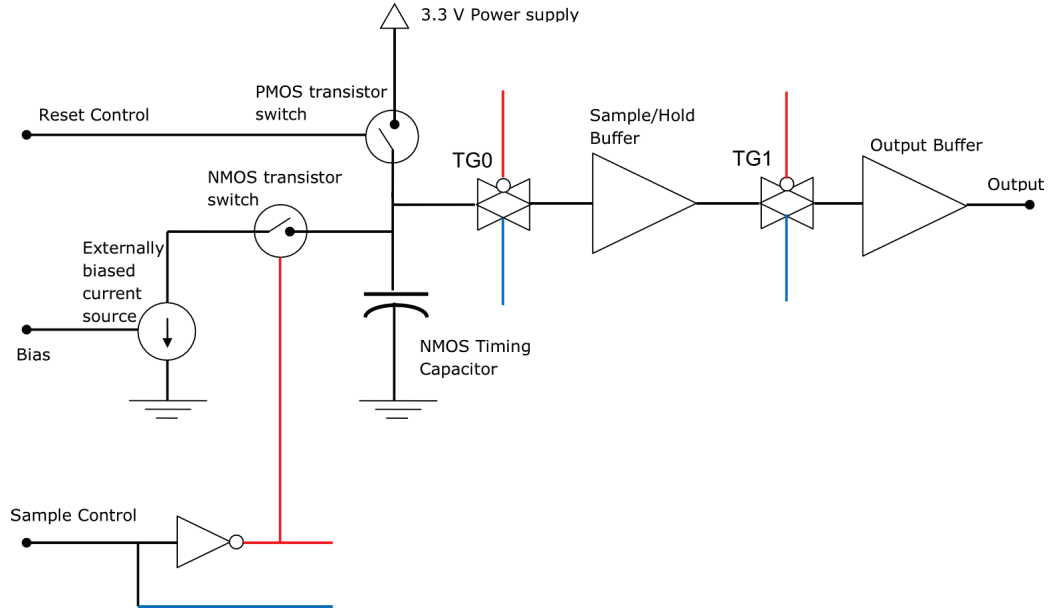 3.3 V Power supply
PMOS transistor
switch
Reset Control
Sample/Hold
Buffer
TG0
TG1
Output Buffer
NMOS transistor
switch
Output
Externally
biased
current
source
Bias
NMOS Timing
Capacitor
Sample Control